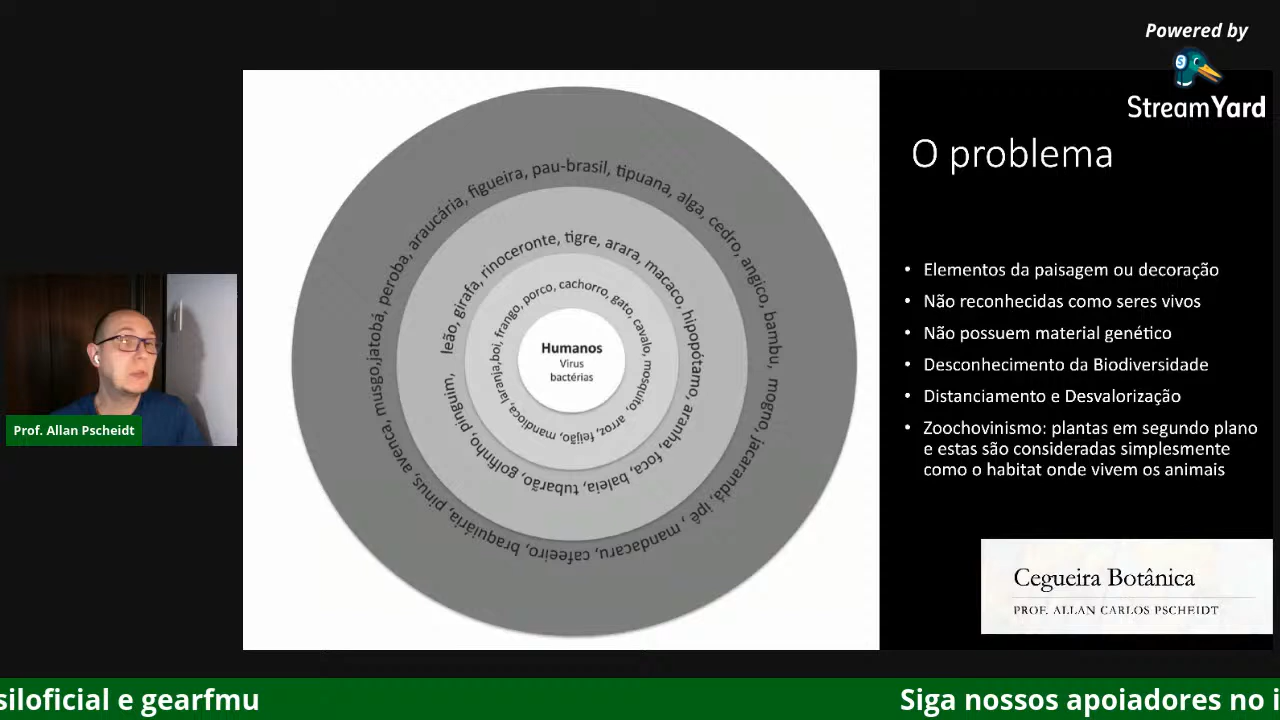 Powered by
StreamYard
O problema
jatobá, peroba, araucária, figueira, pau-brasil, tipuana, alga, cedro, angico, bambu, mogno, jacarandá, ipê , mandacaru, cafeeiro, braquiária, pinus, avenca, musgo,
leão, girafa, rinoceronte, tigre, arara, macaco, hipopótamo, aranha, foca, baleia, tubarão, golfinho, pinguim,
boi, frango, porco, cachorro, gato, cavalo, mosquito, arroz, feijão, mandioca, laranja,
Humanos
Virus
bactérias
• Elementos da paisagem ou decoração
• Não reconhecidas como seres vivos
• Não possuem material genético
• Desconhecimento da Biodiversidade
• Distanciamento e Desvalorização
• Zoochovinismo: plantas em segundo plano
e estas são consideradas simplesmente
como o habitat onde vivem os animais
Prof. Allan Pscheidt
Cegueira Botânica
PROF. ALLAN CARLOS PSCHEIDT
siloficial e gearfmu
Siga nossos apoiadores no i